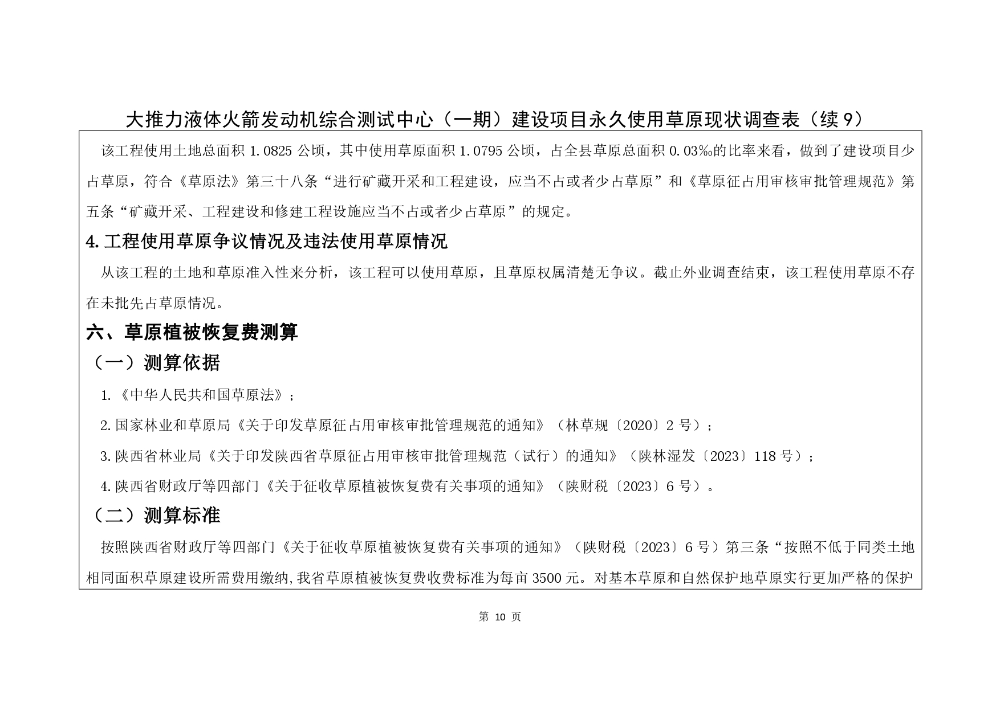 大推力液体火箭发动机综合测试中心（一期）建设项目永久使用草原现状调查表（续 9）
该工程使用土地总面积 1.0825 公顷，其中使用草原面积 1.0795 公顷，占全县草原总面积 0.03‰的比率来看，做到了建设项目少
占草原，符合《草原法》第三十八条“进行矿藏开采和工程建设，应当不占或者少占草原”和《草原征占用审核审批管理规范》第
五条“矿藏开采、工程建设和修建工程设施应当不占或者少占草原”的规定。
4.工程使用草原争议情况及违法使用草原情况
从该工程的土地和草原准入性来分析，该工程可以使用草原，且草原权属清楚无争议。截止外业调查结束，该工程使用草原不存
在未批先占草原情况。
六、草原植被恢复费测算
（一）测算依据
1.《中华人民共和国草原法》；
2.国家林业和草原局《关于印发草原征占用审核审批管理规范的通知》（林草规〔2020〕2 号）；
3.陕西省林业局《关于印发陕西省草原征占用审核审批管理规范（试行）的通知》（陕林湿发〔2023〕118 号）；
4.陕西省财政厅等四部门《关于征收草原植被恢复费有关事项的通知》（陕财税〔2023〕6 号）。
（二）测算标准
按照陕西省财政厅等四部门《关于征收草原植被恢复费有关事项的通知》（陕财税〔2023〕6 号）第三条“按照不低于同类土地
相同面积草原建设所需费用缴纳,我省草原植被恢复费收费标准为每亩 3500 元。对基本草原和自然保护地草原实行更加严格的保护
第 10 页